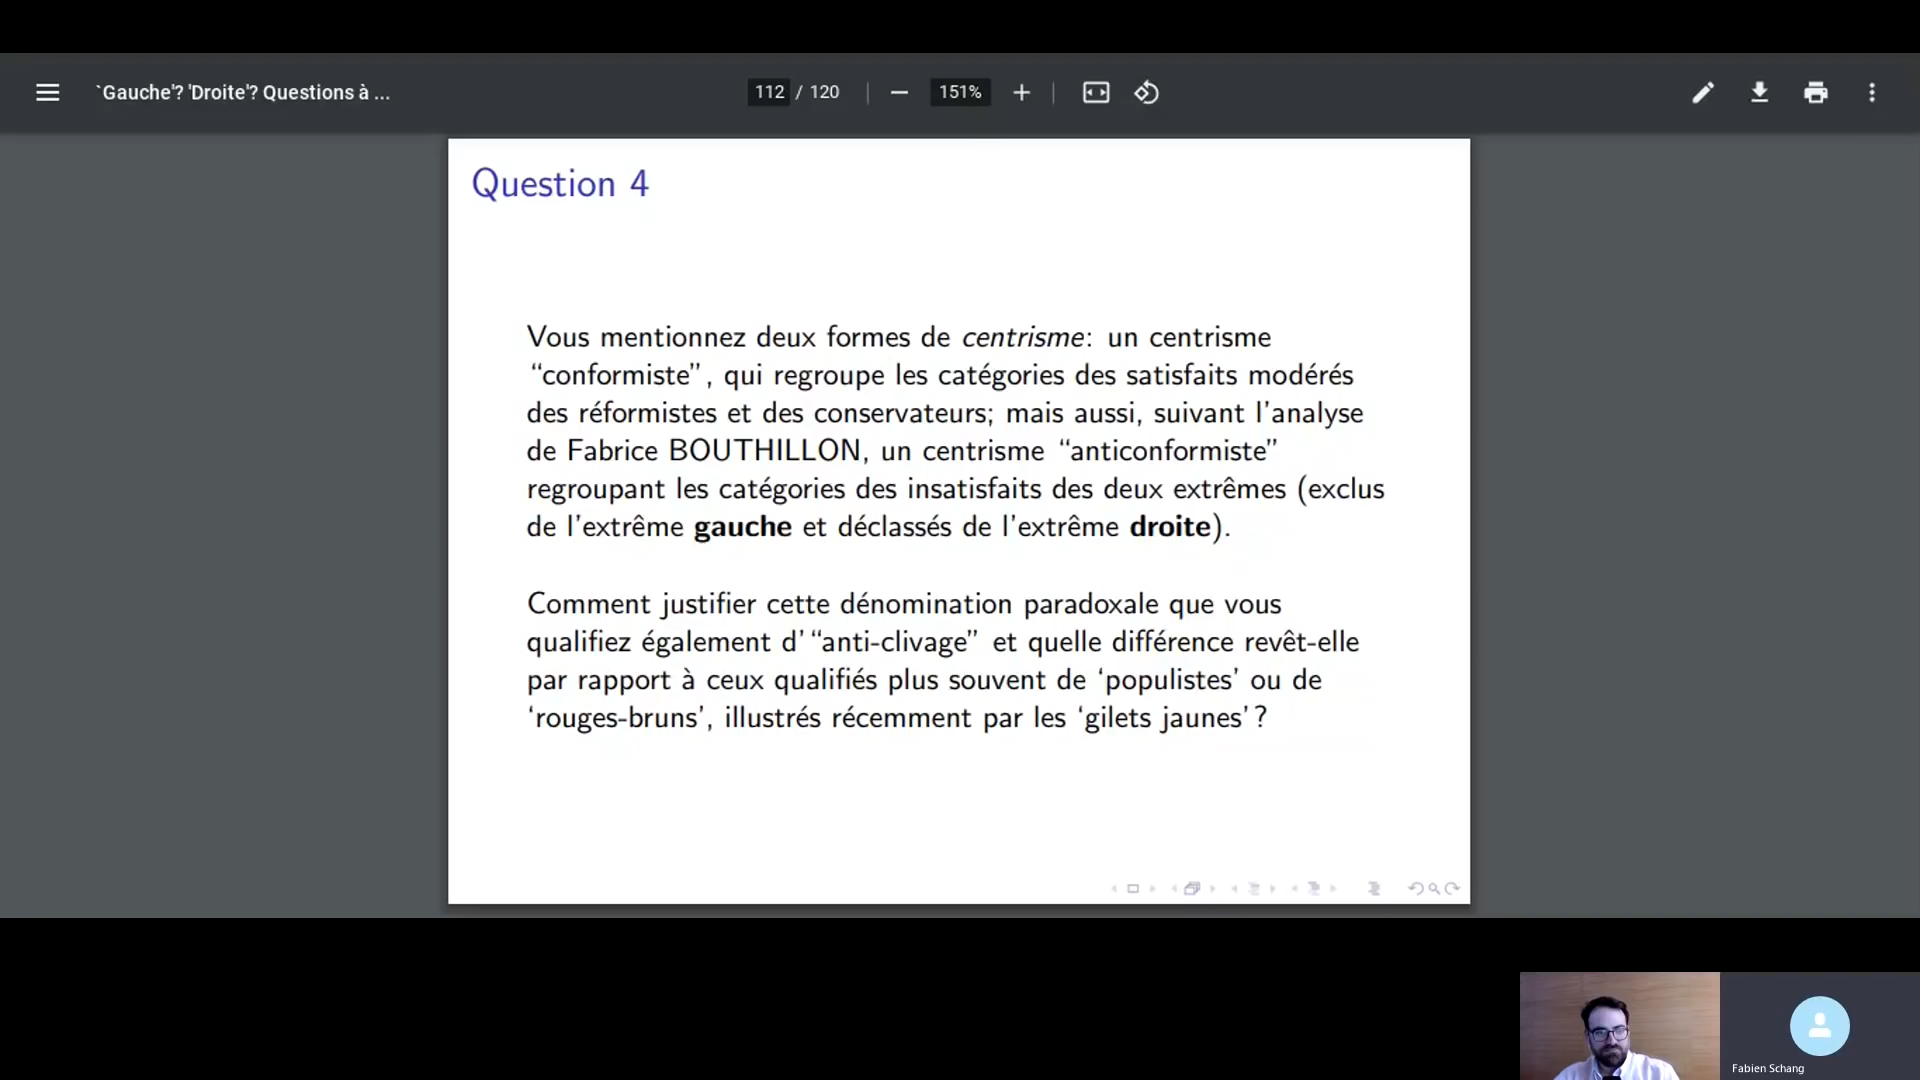 `Gauche'? 'Droite'? Questions à ...
112 / 120
151%
Question 4
Vous mentionnez deux formes de centrisme: un centrisme
“conformiste”, qui regroupe les catégories des satisfaits modérés
des réformistes et des conservateurs; mais aussi, suivant l'analyse
de Fabrice BOUTHILLON, un centrisme “anticonformiste”
regroupant les catégories des insatisfaits des deux extrêmes (exclus
de l'extrême gauche et déclassés de l'extrême droite).
Comment justifier cette dénomination paradoxale que vous
qualifiez également d'“anti-clivage” et quelle différence revêt-elle
par rapport à ceux qualifiés plus souvent de ‘populistes’ ou de
‘rouges-bruns’, illustrés récemment par les ‘gilets jaunes’?
Fabien Schang